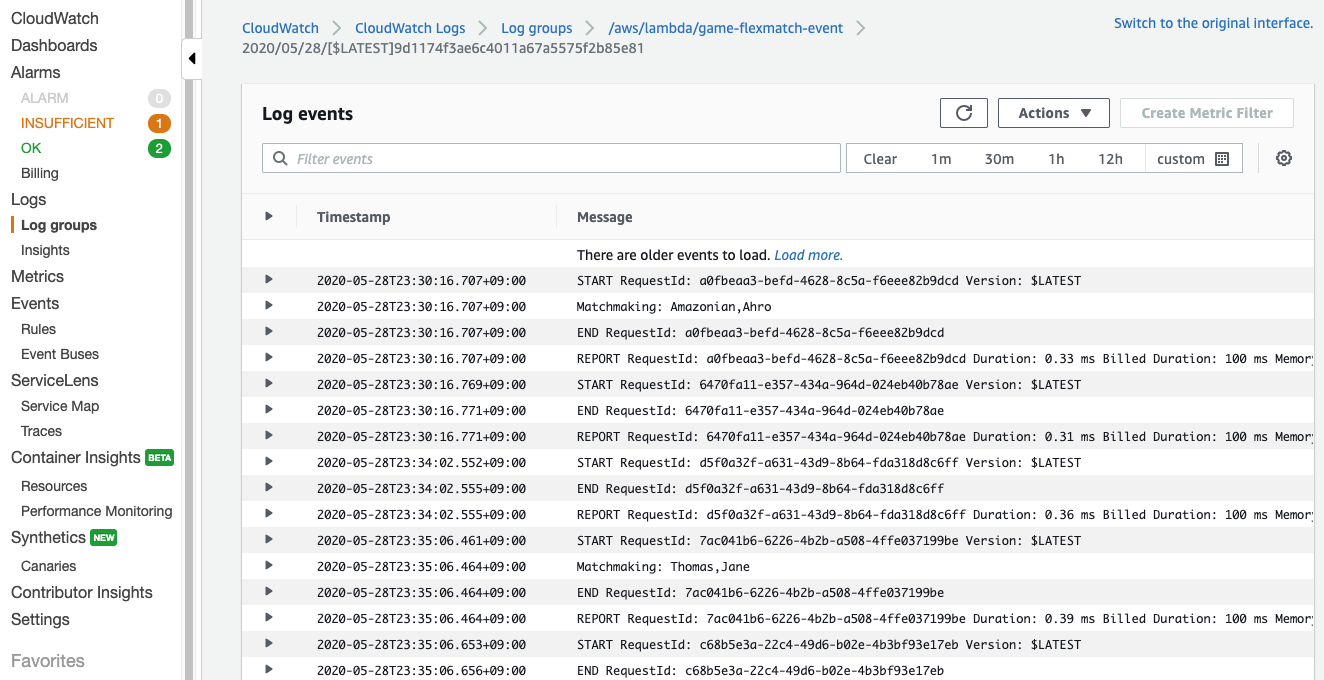 CloudWatch
Dashboards
Alarms
ALARM 0
INSUFFICIENT 1
OK 2
Billing
Logs
Log groups
Insights
Metrics
Events
Rules
Event Buses
ServiceLens
Service Map
Traces
Container Insights BETA
Resources
Performance Monitoring
Synthetics NEW
Canaries
Contributor Insights
Settings
Favorites
CloudWatch CloudWatch Logs Log groups /aws/lambda/game-flexmatch-event
2020/05/28/[$LATEST]9d1174f3ae6c4011a67a5575f2b85e81
Switch to the original interface.
Log events
Actions
Create Metric Filter
Filter events
Clear 1m 30m 1h 12h custom
Timestamp Message
There are older events to load. Load more.
2020-05-28T23:30:16.707+09:00 START RequestId: a0fbeaa3-befd-4628-8c5a-f6eee82b9dcd Version: $LATEST
2020-05-28T23:30:16.707+09:00 Matchmaking: Amazonian,Ahro
2020-05-28T23:30:16.707+09:00 END RequestId: a0fbeaa3-befd-4628-8c5a-f6eee82b9dcd
2020-05-28T23:30:16.707+09:00 REPORT RequestId: a0fbeaa3-befd-4628-8c5a-f6eee82b9dcd Duration: 0.33 ms Billed Duration: 100 ms Memory
2020-05-28T23:30:16.769+09:00 START RequestId: 6470fa11-e357-434a-964d-024eb40b78ae Version: $LATEST
2020-05-28T23:30:16.771+09:00 END RequestId: 6470fa11-e357-434a-964d-024eb40b78ae
2020-05-28T23:30:16.771+09:00 REPORT RequestId: 6470fa11-e357-434a-964d-024eb40b78ae Duration: 0.31 ms Billed Duration: 100 ms Memory
2020-05-28T23:34:02.552+09:00 START RequestId: d5f0a32f-a631-43d9-8b64-fda318d8c6ff Version: $LATEST
2020-05-28T23:34:02.555+09:00 END RequestId: d5f0a32f-a631-43d9-8b64-fda318d8c6ff
2020-05-28T23:34:02.555+09:00 REPORT RequestId: d5f0a32f-a631-43d9-8b64-fda318d8c6ff Duration: 0.36 ms Billed Duration: 100 ms Memory
2020-05-28T23:35:06.461+09:00 START RequestId: 7ac041b6-6226-4b2b-a508-4ffe037199be Version: $LATEST
2020-05-28T23:35:06.464+09:00 Matchmaking: Thomas,Jane
2020-05-28T23:35:06.464+09:00 END RequestId: 7ac041b6-6226-4b2b-a508-4ffe037199be
2020-05-28T23:35:06.464+09:00 REPORT RequestId: 7ac041b6-6226-4b2b-a508-4ffe037199be Duration: 0.39 ms Billed Duration: 100 ms Memory
2020-05-28T23:35:06.653+09:00 START RequestId: c68b5e3a-22c4-49d6-b02e-4b3bf93e17eb Version: $LATEST
2020-05-28T23:35:06.656+09:00 END RequestId: c68b5e3a-22c4-49d6-b02e-4b3bf93e17eb